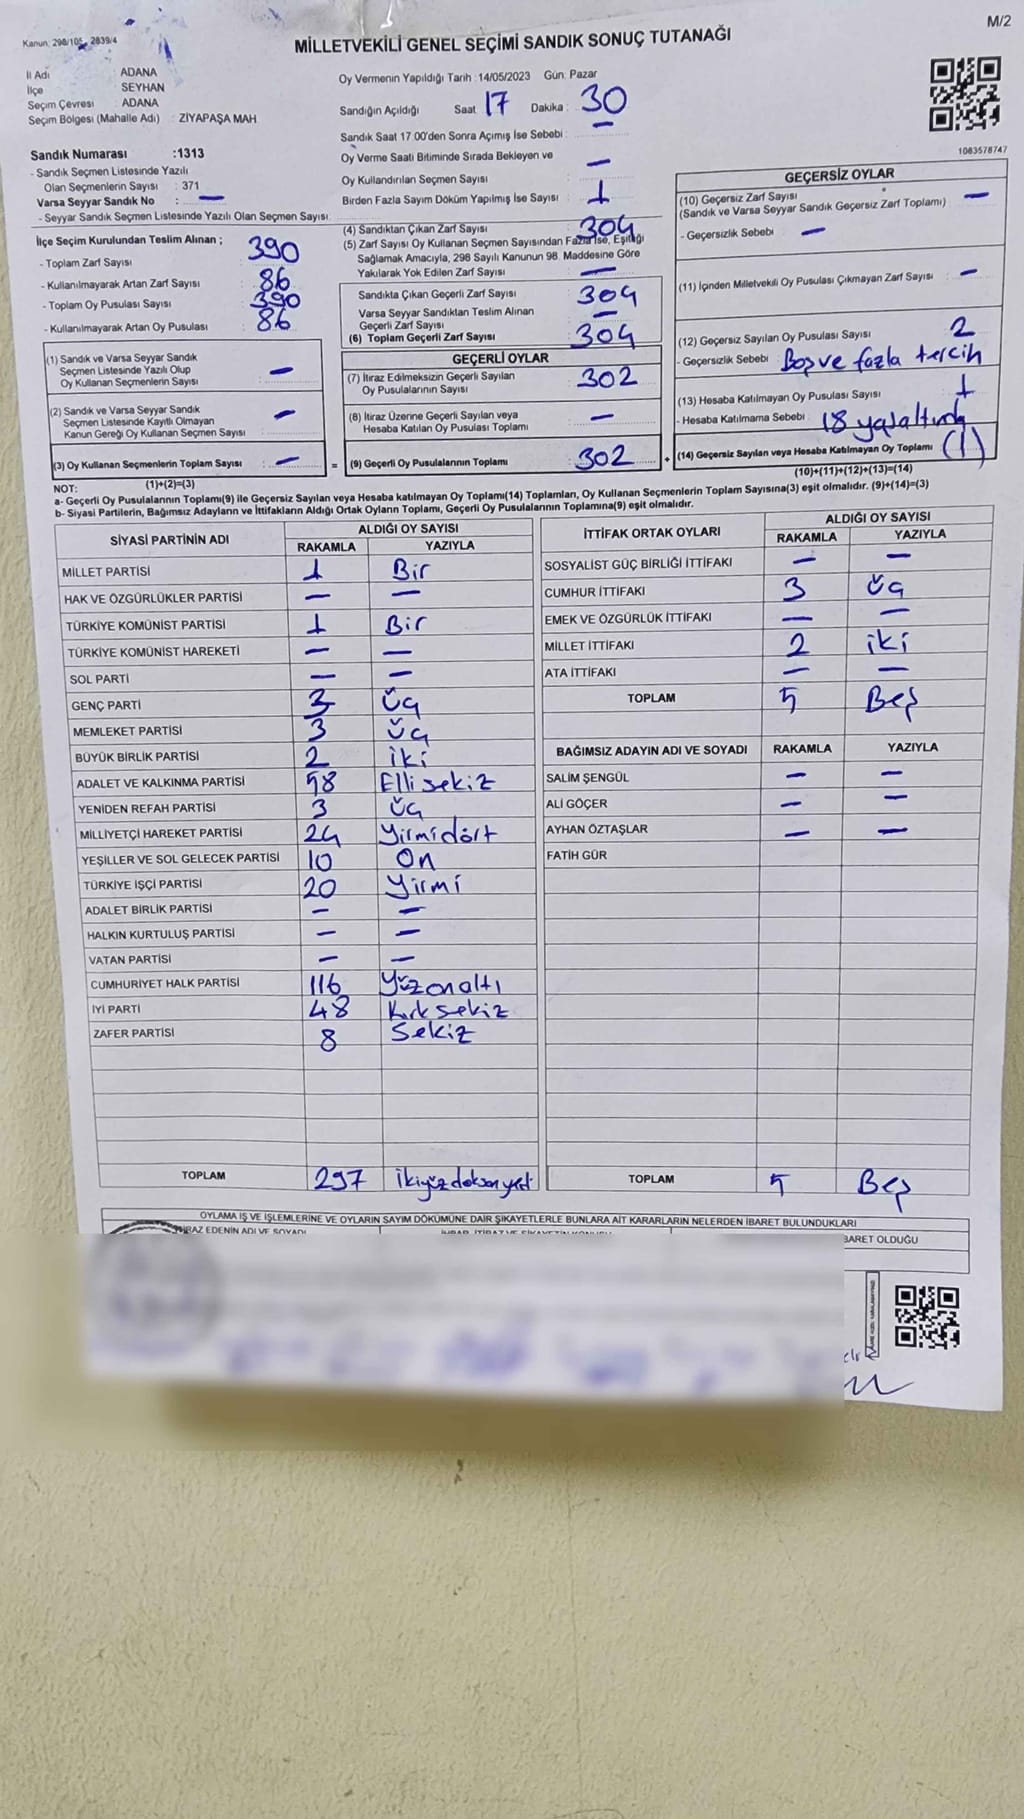 Kanun: 298/105, 2839/4
M/2
MİLLETVEKİLİ GENEL SEÇİMİ SANDIK SONUÇ TUTANAĞI
İl Adı ADANA
İlçe SEYHAN
Seçim Çevresi ADANA
Seçim Bölgesi (Mahalle Adı) : ZİYAPAŞA MAH
Oy Vermenin Yapıldığı Tarih : 14/05/2023 Gün: Pazar
Sandığın Açıldığı Saat 17 Dakika : 30
Sandık Saat 17.00'den Sonra Açımış İse Sebebi : —
Oy Verme Saati Bitiminde Sırada Bekleyen ve
Oy Kullandırılan Seçmen Sayısı —
Birden Fazla Sayım Döküm Yapılmış İse Sayısı 1
1083578747
Sandık Numarası :1313
- Sandık Seçmen Listesinde Yazılı
Olan Seçmenlerin Sayısı : 371
Varsa Seyyar Sandık No : —
- Seyyar Sandık Seçmen Listesinde Yazılı Olan Seçmen Sayısı:
İlçe Seçim Kurulundan Teslim Alınan ;
- Toplam Zarf Sayısı 390
- Kullanılmayarak Artan Zarf Sayısı : 86
- Toplam Oy Pusulası Sayısı : 390
- Kullanılmayarak Artan Oy Pusulası : 86
(4) Sandıktan Çıkan Zarf Sayısı : 304
(5) Zarf Sayısı Oy Kullanan Seçmen Sayısından Fazla İse, Eşitliği
Sağlamak Amacıyla, 298 Sayılı Kanunun 98. Maddesine Göre
Yakılarak Yok Edilen Zarf Sayısı : —
Sandıkta Çıkan Geçerli Zarf Sayısı 304
Varsa Seyyar Sandıktan Teslim Alınan
Geçerli Zarf Sayısı —
(6) Toplam Geçerli Zarf Sayısı : 304
GEÇERSİZ OYLAR
(10) Geçersiz Zarf Sayısı —
(Sandık ve Varsa Seyyar Sandık Geçersiz Zarf Toplamı)
- Geçersizlik Sebebi : —
(11) İçinden Milletvekili Oy Pusulası Çıkmayan Zarf Sayısı : —
(12) Geçersiz Sayılan Oy Pusulası Sayısı : 2
- Geçersizlik Sebebi Boş ve fazla tercih
(13) Hesaba Katılmayan Oy Pusulası Sayısı : 1
- Hesaba Katılmama Sebebi : 18 yaş altında
(14) Geçersiz Sayılan veya Hesaba Katılmayan Oy Toplamı (1)
(10)+(11)+(12)+(13)=(14)
(1) Sandık ve Varsa Seyyar Sandık
Seçmen Listesinde Yazılı Olup
Oy Kullanan Seçmenlerin Sayısı —
(2) Sandık ve Varsa Seyyar Sandık
Seçmen Listesinde Kayıtlı Olmayan
Kanun Gereği Oy Kullanan Seçmen Sayısı —
(3) Oy Kullanan Seçmenlerin Toplam Sayısı : — =
(1)+(2)=(3)
GEÇERLİ OYLAR
(7) İtiraz Edilmeksizin Geçerli Sayılan
Oy Pusulalarının Sayısı : 302
(8) İtiraz Üzerine Geçerli Sayılan veya
Hesaba Katılan Oy Pusulası Toplamı —
(9) Geçerli Oy Pusulalarının Toplamı : 302 +
NOT:
a- Geçerli Oy Pusulalarının Toplamı(9) ile Geçersiz Sayılan veya Hesaba katılmayan Oy Toplamı(14) Toplamları, Oy Kullanan Seçmenlerin Toplam Sayısına(3) eşit olmalıdır. (9)+(14)=(3)
b- Siyasi Partilerin, Bağımsız Adayların ve İttifakların Aldığı Ortak Oyların Toplamı, Geçerli Oy Pusulalarının Toplamına(9) eşit olmalıdır.
SİYASİ PARTİNİN ADI ALDIĞI OY SAYISI
RAKAMLA YAZIYLA
MİLLET PARTİSİ 1 Bir
HAK VE ÖZGÜRLÜKLER PARTİSİ — —
TÜRKİYE KOMÜNİST PARTİSİ 1 Bir
TÜRKİYE KOMÜNİST HAREKETİ — —
SOL PARTİ — —
GENÇ PARTİ 3 Üç
MEMLEKET PARTİSİ 3 Üç
BÜYÜK BİRLİK PARTİSİ 2 İki
ADALET VE KALKINMA PARTİSİ 58 Elli sekiz
YENİDEN REFAH PARTİSİ 3 Üç
MİLLİYETÇİ HAREKET PARTİSİ 24 Yirmidört
YEŞİLLER VE SOL GELECEK PARTİSİ 10 On
TÜRKİYE İŞÇİ PARTİSİ 20 Yirmi
ADALET BİRLİK PARTİSİ — —
HALKIN KURTULUŞ PARTİSİ — —
VATAN PARTİSİ — —
CUMHURİYET HALK PARTİSİ 116 Yüzonaltı
İYİ PARTİ 48 Kırk sekiz
ZAFER PARTİSİ 8 Sekiz
TOPLAM 297 İkiyüz doksan yedi
İTTİFAK ORTAK OYLARI ALDIĞI OY SAYISI
RAKAMLA YAZIYLA
SOSYALİST GÜÇ BİRLİĞİ İTTİFAKI — —
CUMHUR İTTİFAKI 3 Üç
EMEK VE ÖZGÜRLÜK İTTİFAKI — —
MİLLET İTTİFAKI 2 iki
ATA İTTİFAKI — —
TOPLAM 5 Beş
BAĞIMSIZ ADAYIN ADI VE SOYADI RAKAMLA YAZIYLA
SALİM ŞENGÜL — —
ALİ GÖÇER — —
AYHAN ÖZTAŞLAR — —
FATİH GÜR
TOPLAM 5 Beş
OYLAMA İŞ VE İŞLEMLERİNE VE OYLARIN SAYIM DÖKÜMÜNE DAİR ŞİKAYETLERLE BUNLARA AİT KARARLARIN NELERDEN İBARET BULUNDUKLARI
İTİRAZ EDENİN ADI VE SOYADI
BARET OLDUĞU